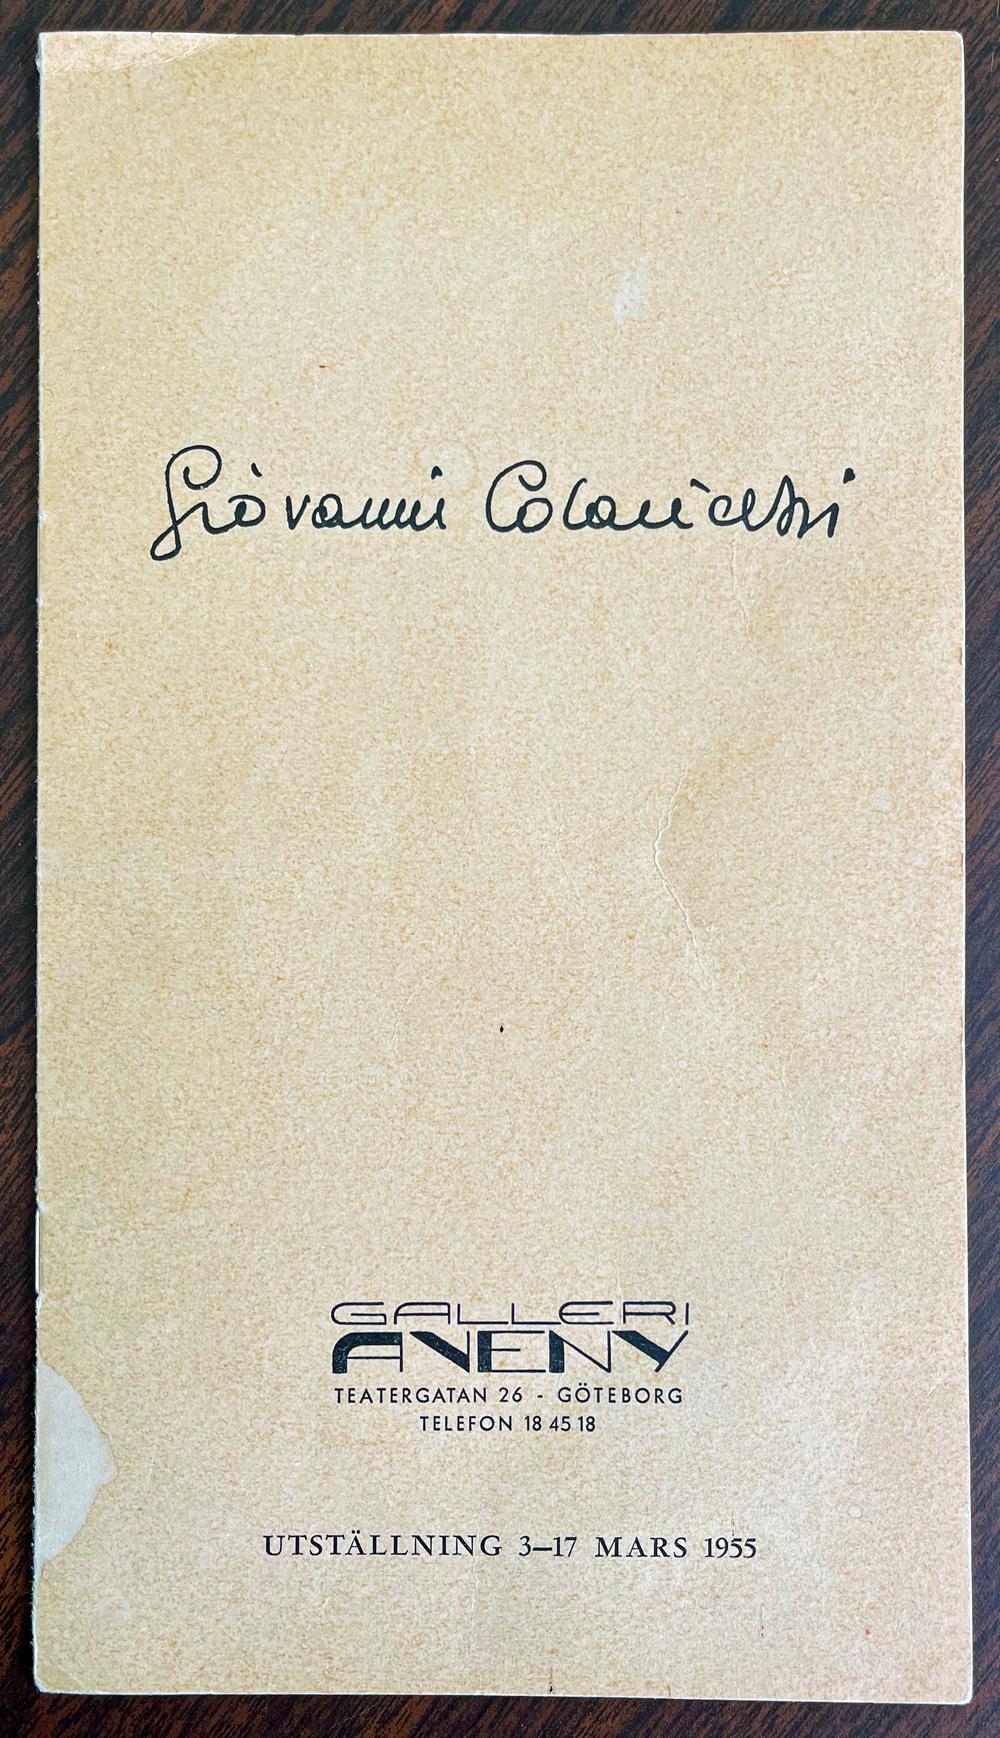 Giovanni Colacicchi
GALLERI
AVENY
TEATERGATAN 26 - GÖTEBORG
TELEFON 18 45 18
UTSTÄLLNING 3–17 MARS 1955